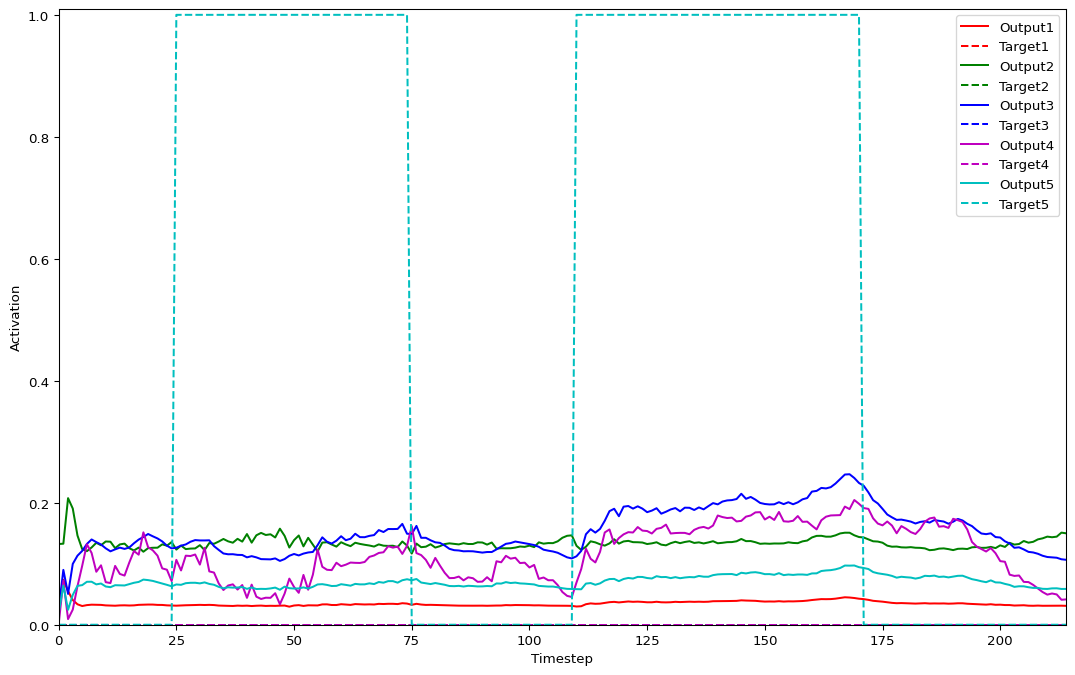 1.0
0.8
0.6
0.4
0.2
0.0
Activation
0
25
50
75
100
125
150
175
200
Timestep
Output1
Target1
Output2
Target2
Output3
Target3
Output4
Target4
Output5
Target5